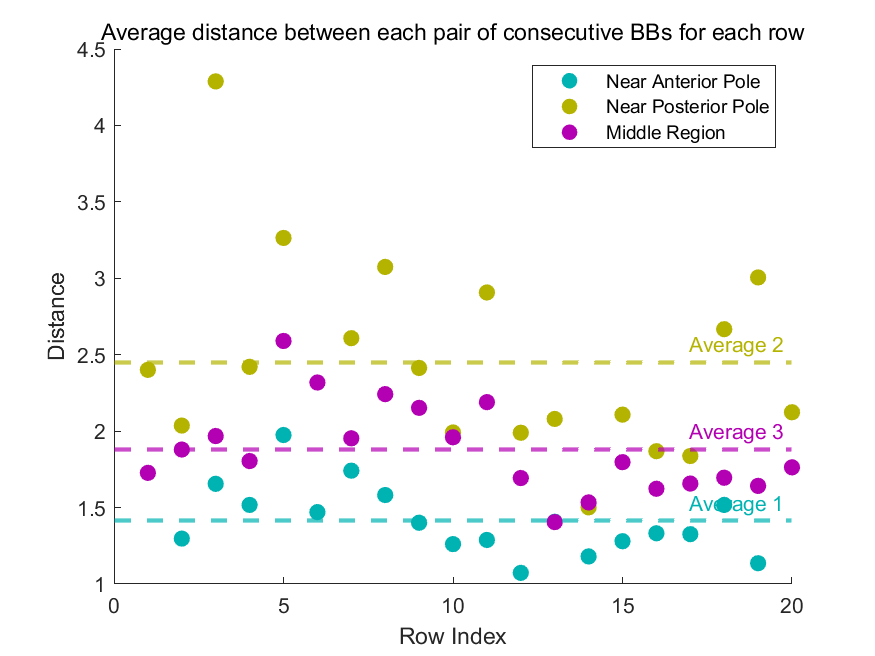 Average distance between each pair of consecutive BBs for each row
Near Anterior Pole
Near Posterior Pole
Middle Region
4.5
4
3.5
3
2.5
2
1.5
1
Distance
Average 2
Average 3
Average 1
0
5
10
15
20
Row Index